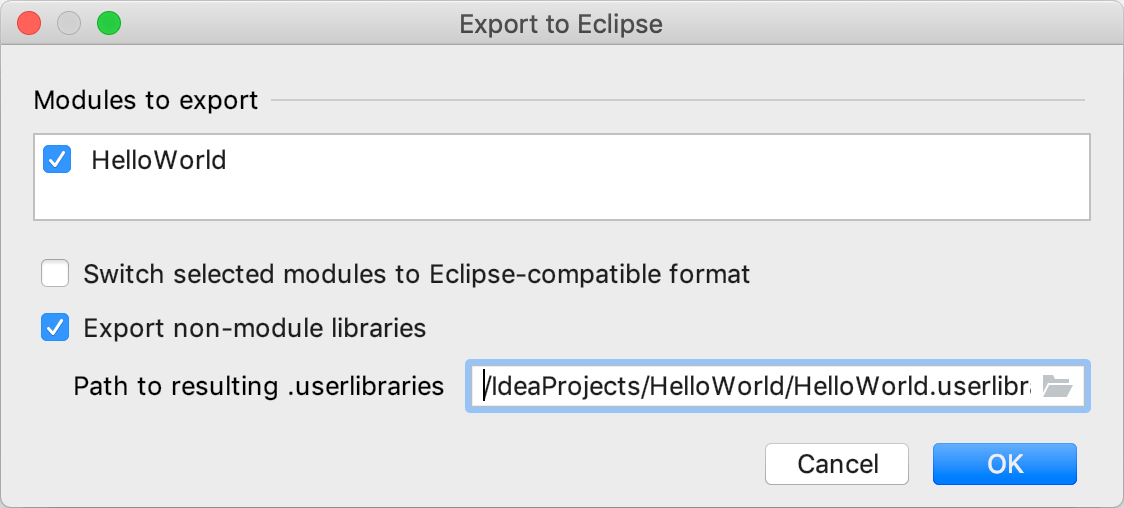 Export to Eclipse
Modules to export
HelloWorld
Switch selected modules to Eclipse-compatible format
Export non-module libraries
Path to resulting .userlibraries /IdeaProjects/HelloWorld/HelloWorld.userlibra
Cancel OK